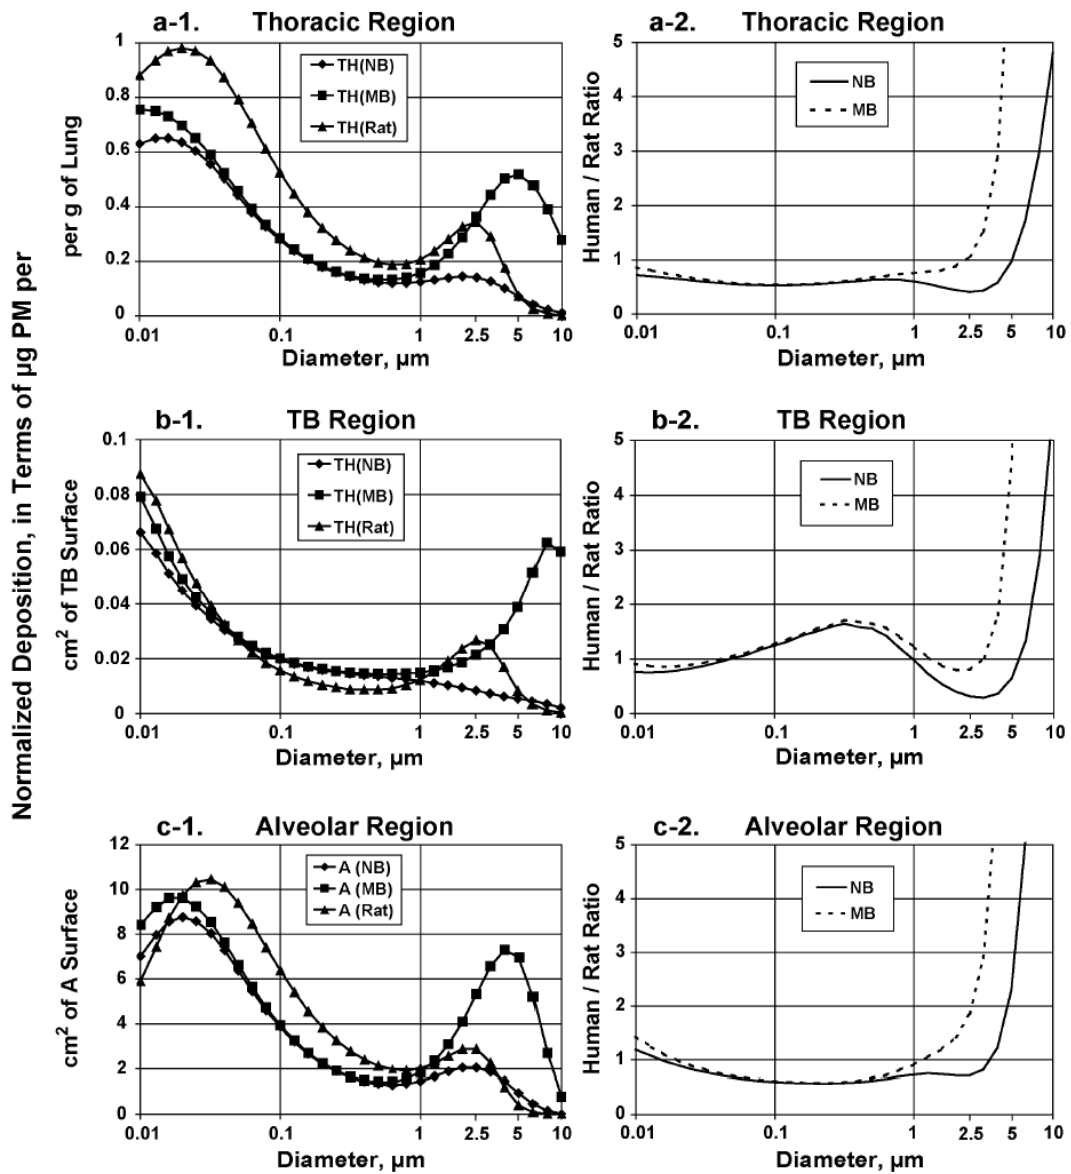 Normalized Deposition, in Terms of µg PM per
a-1. Thoracic Region
per g of Lung
1
0.8
0.6
0.4
0.2
0
TH(NB)
TH(MB)
TH(Rat)
0.01 0.1 1 2.5 5 10
Diameter, µm
a-2. Thoracic Region
Human / Rat Ratio
5
4
3
2
1
0
NB
MB
0.01 0.1 1 2.5 5 10
Diameter, µm
b-1. TB Region
cm² of TB Surface
0.1
0.08
0.06
0.04
0.02
0
TH(NB)
TH(MB)
TH(Rat)
0.01 0.1 1 2.5 5 10
Diameter, µm
b-2. TB Region
Human / Rat Ratio
5
4
3
2
1
0
NB
MB
0.01 0.1 1 2.5 5 10
Diameter, µm
c-1. Alveolar Region
cm² of A Surface
12
10
8
6
4
2
0
A (NB)
A (MB)
A (Rat)
0.01 0.1 1 2.5 5 10
Diameter, µm
c-2. Alveolar Region
Human / Rat Ratio
5
4
3
2
1
0
NB
MB
0.01 0.1 1 2.5 5 10
Diameter, µm